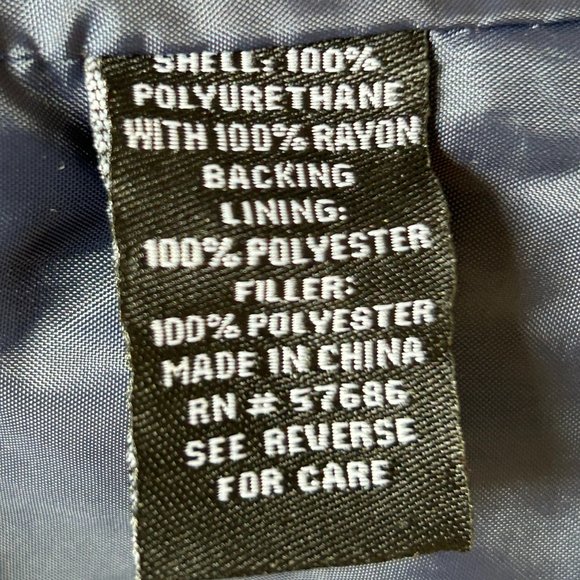 SHELL: 100%
POLYURETHANE
WITH 100% RAYON
BACKING
LINING:
100% POLYESTER
FILLER:
100% POLYESTER
MADE IN CHINA
RN # 57686
SEE REVERSE
FOR CARE